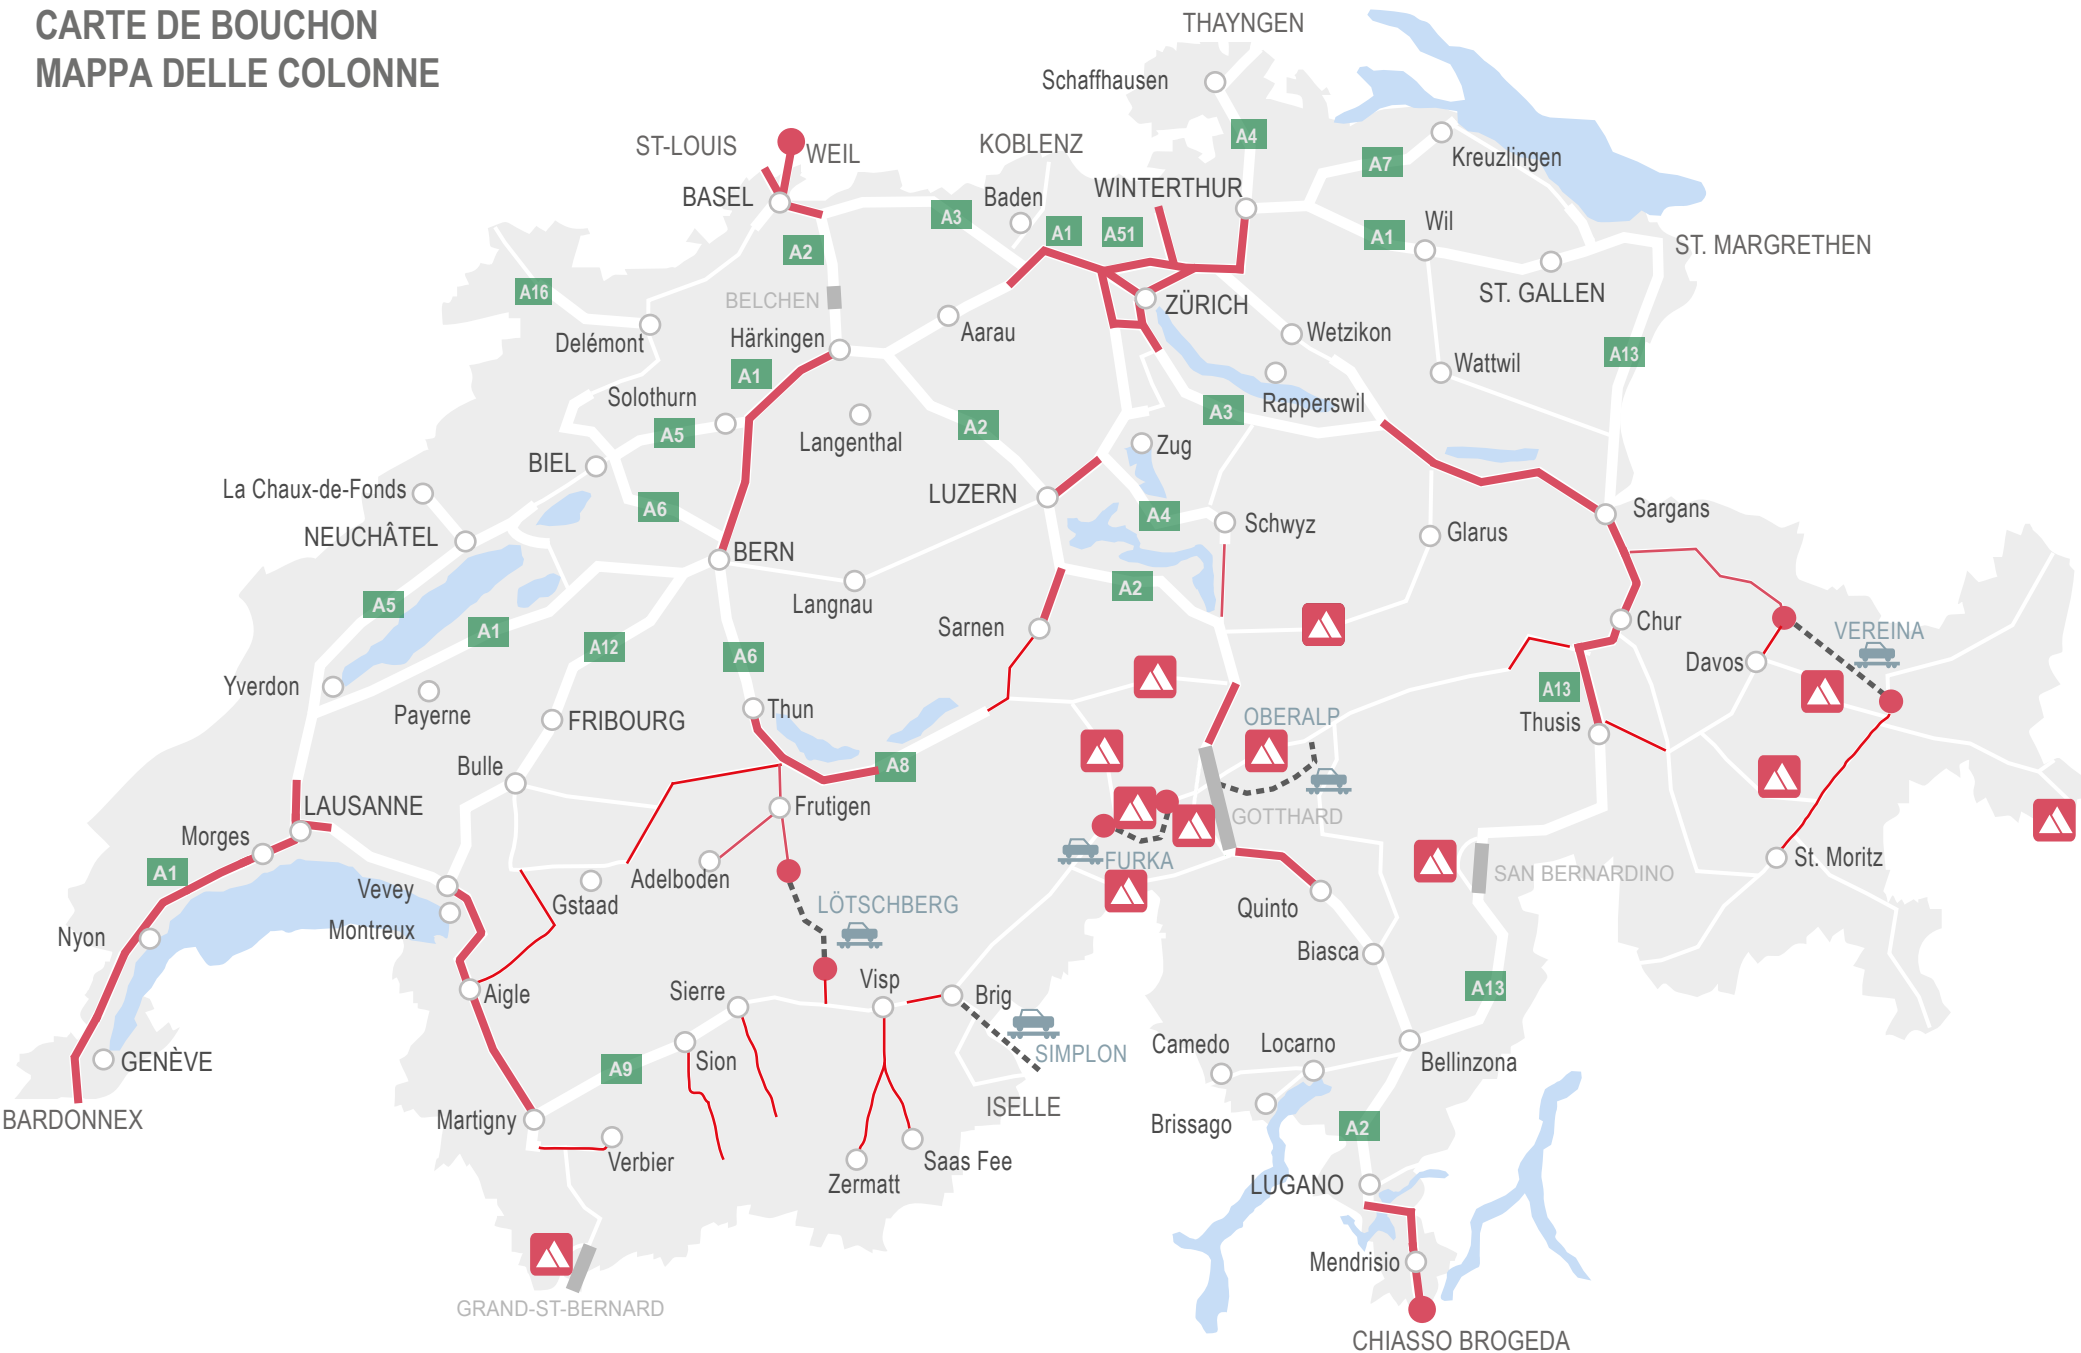 CARTE DE BOUCHON
MAPPA DELLE COLONNE
THAYNGEN
Schaffhausen
A4
ST-LOUIS
WEIL
KOBLENZ
A7
Kreuzlingen
BASEL
Baden
WINTERTHUR
A3
A1
A51
A1
Wil
ST. MARGRETHEN
A2
A16
BELCHEN
ZÜRICH
ST. GALLEN
Delémont
Härkingen
Aarau
Wetzikon
Wattwil
A13
A1
Solothurn
Langenthal
A2
A3
Rapperswil
A5
Zug
BIEL
La Chaux-de-Fonds
LUZERN
A6
A4
Schwyz
Glarus
Sargans
NEUCHÂTEL
BERN
A5
Langnau
A2
A1
Sarnen
Chur
VEREINA
A12
A6
Davos
Yverdon
Payerne
FRIBOURG
Thun
A13
Thusis
OBERALP
Bulle
A8
LAUSANNE
Frutigen
GOTTHARD
Morges
A1
FURKA
St. Moritz
SAN BERNARDINO
Vevey
Adelboden
Gstaad
LÖTSCHBERG
Quinto
Montreux
Nyon
Biasca
Visp
Aigle
Sierre
Brig
A13
GENÈVE
A9
Sion
SIMPLON
Camedo
Locarno
Bellinzona
BARDONNEX
Martigny
ISELLE
Brissago
A2
Verbier
Saas Fee
Zermatt
LUGANO
Mendrisio
GRAND-ST-BERNARD
CHIASSO BROGEDA